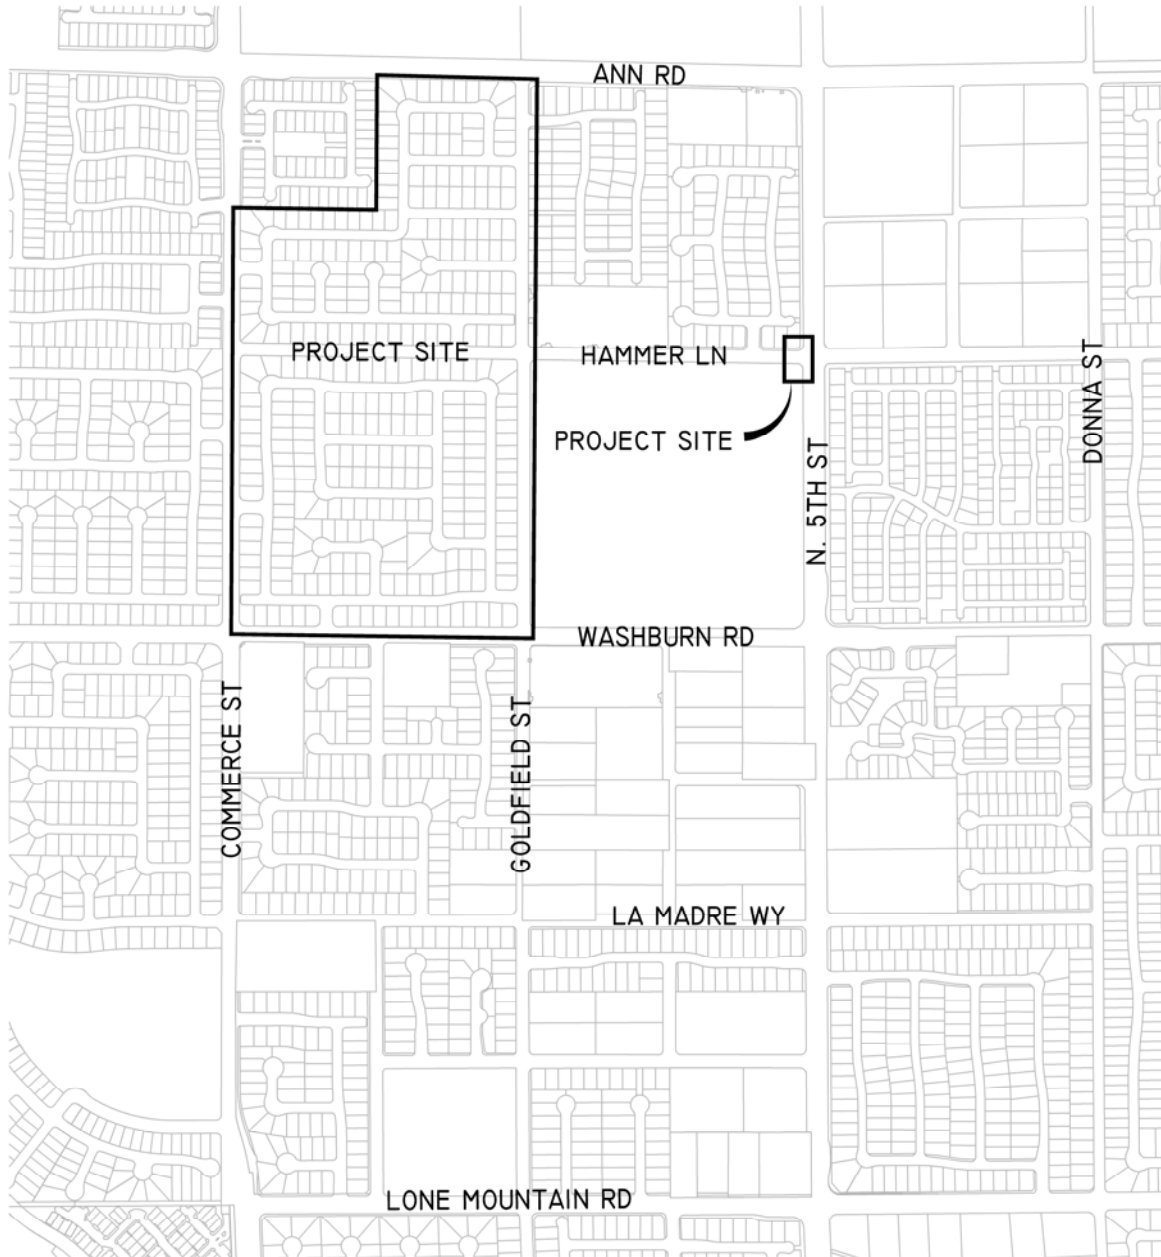 ANN RD
PROJECT SITE
HAMMER LN
DONNA ST
PROJECT SITE
N. 5TH ST
WASHBURN RD
COMMERCE ST
GOLDFIELD ST
LA MADRE WY
LONE MOUNTAIN RD